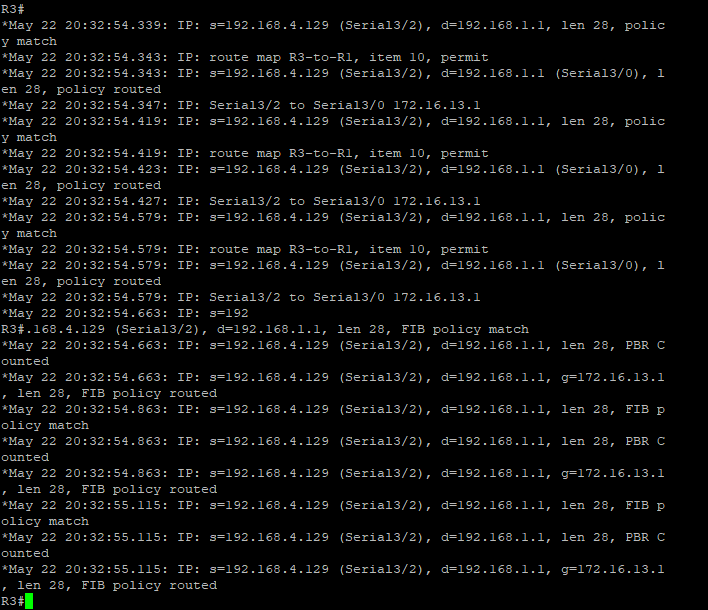 R3#
*May 22 20:32:54.339: IP: s=192.168.4.129 (Serial3/2), d=192.168.1.1, len 28, polic
y match
*May 22 20:32:54.343: IP: route map R3-to-R1, item 10, permit
*May 22 20:32:54.343: IP: s=192.168.4.129 (Serial3/2), d=192.168.1.1 (Serial3/0), l
en 28, policy routed
*May 22 20:32:54.347: IP: Serial3/2 to Serial3/0 172.16.13.1
*May 22 20:32:54.419: IP: s=192.168.4.129 (Serial3/2), d=192.168.1.1, len 28, polic
y match
*May 22 20:32:54.419: IP: route map R3-to-R1, item 10, permit
*May 22 20:32:54.423: IP: s=192.168.4.129 (Serial3/2), d=192.168.1.1 (Serial3/0), l
en 28, policy routed
*May 22 20:32:54.427: IP: Serial3/2 to Serial3/0 172.16.13.1
*May 22 20:32:54.579: IP: s=192.168.4.129 (Serial3/2), d=192.168.1.1, len 28, polic
y match
*May 22 20:32:54.579: IP: route map R3-to-R1, item 10, permit
*May 22 20:32:54.579: IP: s=192.168.4.129 (Serial3/2), d=192.168.1.1 (Serial3/0), l
en 28, policy routed
*May 22 20:32:54.579: IP: Serial3/2 to Serial3/0 172.16.13.1
*May 22 20:32:54.663: IP: s=192
R3#.168.4.129 (Serial3/2), d=192.168.1.1, len 28, FIB policy match
*May 22 20:32:54.663: IP: s=192.168.4.129 (Serial3/2), d=192.168.1.1, len 28, PBR C
ounted
*May 22 20:32:54.663: IP: s=192.168.4.129 (Serial3/2), d=192.168.1.1, g=172.16.13.1
, len 28, FIB policy routed
*May 22 20:32:54.863: IP: s=192.168.4.129 (Serial3/2), d=192.168.1.1, len 28, FIB p
olicy match
*May 22 20:32:54.863: IP: s=192.168.4.129 (Serial3/2), d=192.168.1.1, len 28, PBR C
ounted
*May 22 20:32:54.863: IP: s=192.168.4.129 (Serial3/2), d=192.168.1.1, g=172.16.13.1
, len 28, FIB policy routed
*May 22 20:32:55.115: IP: s=192.168.4.129 (Serial3/2), d=192.168.1.1, len 28, FIB p
olicy match
*May 22 20:32:55.115: IP: s=192.168.4.129 (Serial3/2), d=192.168.1.1, len 28, PBR C
ounted
*May 22 20:32:55.115: IP: s=192.168.4.129 (Serial3/2), d=192.168.1.1, g=172.16.13.1
, len 28, FIB policy routed
R3#